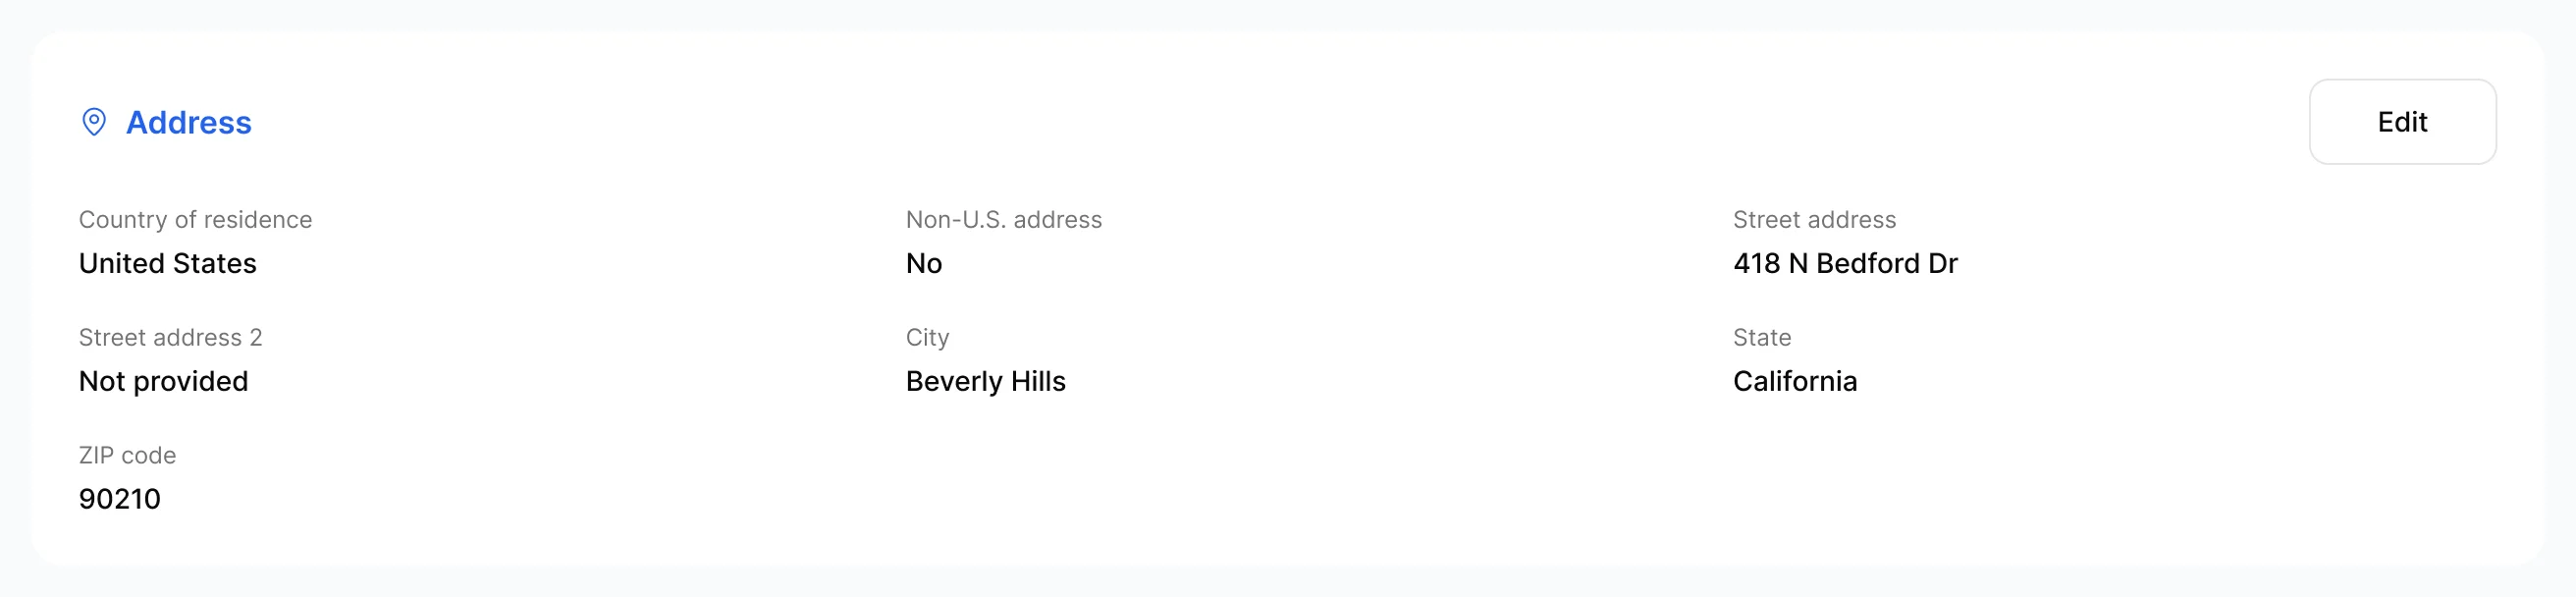 Address
Edit
Country of residence
United States
Non-U.S. address
No
Street address
418 N Bedford Dr
Street address 2
Not provided
City
Beverly Hills
State
California
ZIP code
90210